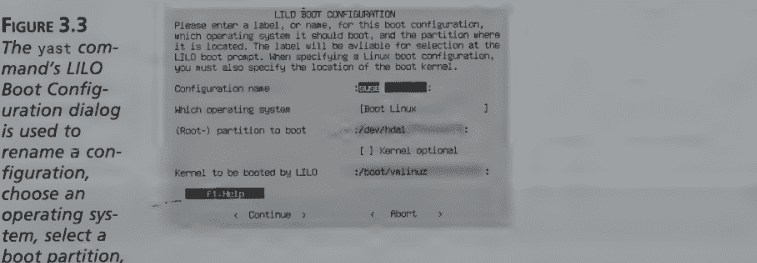 FIGURE 3.3
The yast com-
mand's LILO
Boot Config-
uration dialog
is used to
rename a con-
figuration,
choose an
operating sys-
tem, select a
boot partition,
LILO BOOT CONFIGURATION
Please enter a label, or name, for this boot configuration,
which operating system it should boot, and the partition where
it is located. The label will be avliable for selection at the
LILO boot prompt. When specifying a Linux boot configuration,
you must also specify the location of the boot kernel.
Configuration name :suse :
Which operating system [Boot Linux ]
(Root-) partition to boot :/dev/hda1 :
[ ] Kernel optional
Kernel to be booted by LILO :/boot/vmlinuz :
F1=Help
< Continue > < Abort >